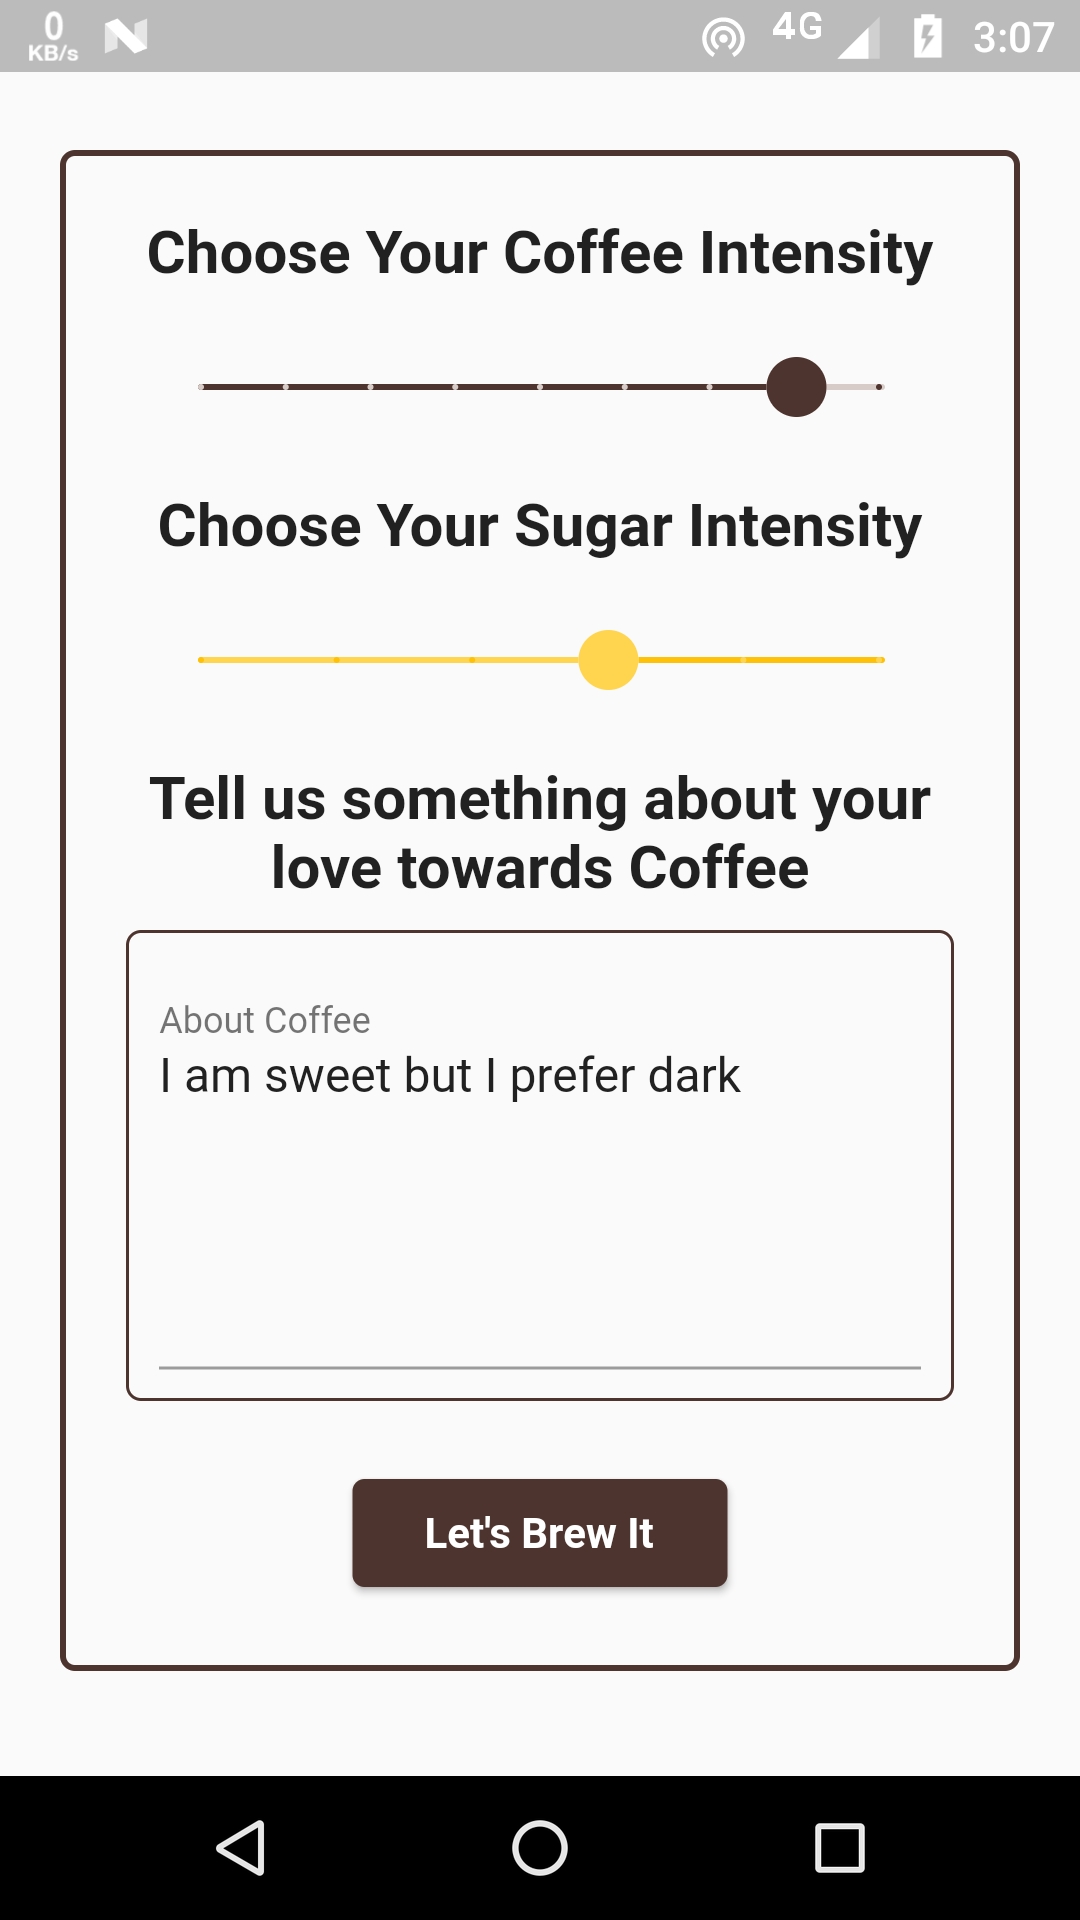 0
KB/s
4G
3:07
Choose Your Coffee Intensity
Choose Your Sugar Intensity
Tell us something about your
love towards Coffee
About Coffee
I am sweet but I prefer dark
Let's Brew It